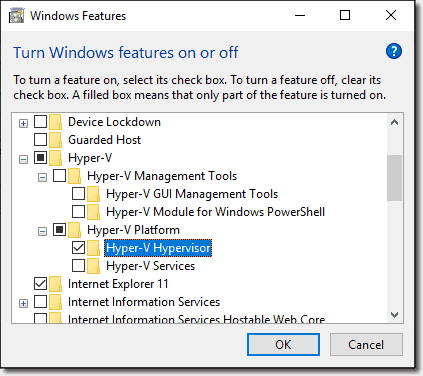 Windows Features
Turn Windows features on or off
?
To turn a feature on, select its check box. To turn a feature off, clear its
check box. A filled box means that only part of the feature is turned on.
Device Lockdown
Guarded Host
Hyper-V
Hyper-V Management Tools
Hyper-V GUI Management Tools
Hyper-V Module for Windows PowerShell
Hyper-V Platform
Hyper-V Hypervisor
Hyper-V Services
Internet Explorer 11
Internet Information Services
Internet Information Services Hostable Web Core
OK
Cancel